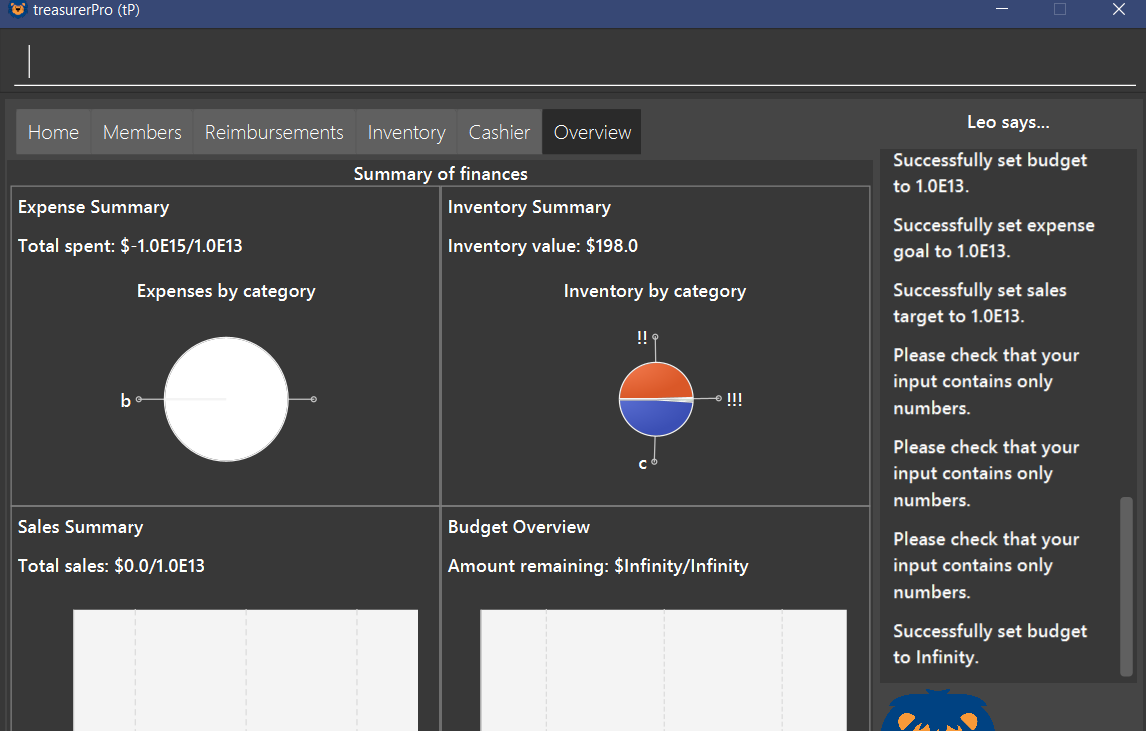 treasurerPro (tP)
Home Members Reimbursements Inventory Cashier Overview
Summary of finances
Expense Summary
Total spent: $-1.0E15/1.0E13
Expenses by category
b
Inventory Summary
Inventory value: $198.0
Inventory by category
!!
!!!
c
Sales Summary
Total sales: $0.0/1.0E13
Budget Overview
Amount remaining: $Infinity/Infinity
Leo says...
Successfully set budget
to 1.0E13.
Successfully set expense
goal to 1.0E13.
Successfully set sales
target to 1.0E13.
Please check that your
input contains only
numbers.
Please check that your
input contains only
numbers.
Please check that your
input contains only
numbers.
Successfully set budget
to Infinity.